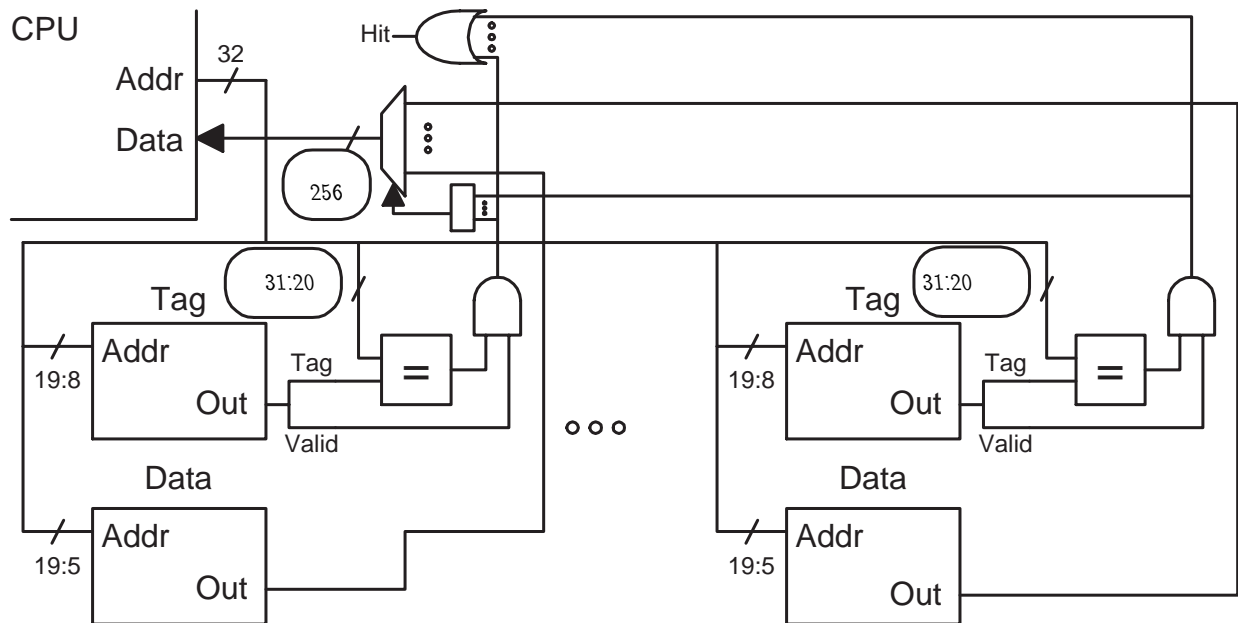 CPU
Hit
32
Addr
Data
256
31:20
31:20
Tag
Tag
Addr
19:8
Out
Tag
Valid
=
Addr
19:8
Out
Tag
Valid
=
Data
Data
Addr
19:5
Out
Addr
19:5
Out